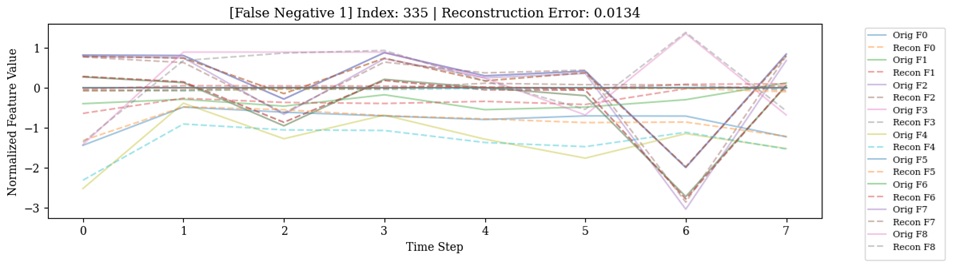 [False Negative 1] Index: 335 | Reconstruction Error: 0.0134
Normalized Feature Value
1
0
−1
−2
−3
0 1 2 3 4 5 6 7
Time Step
Orig F0
Recon F0
Orig F1
Recon F1
Orig F2
Recon F2
Orig F3
Recon F3
Orig F4
Recon F4
Orig F5
Recon F5
Orig F6
Recon F6
Orig F7
Recon F7
Orig F8
Recon F8